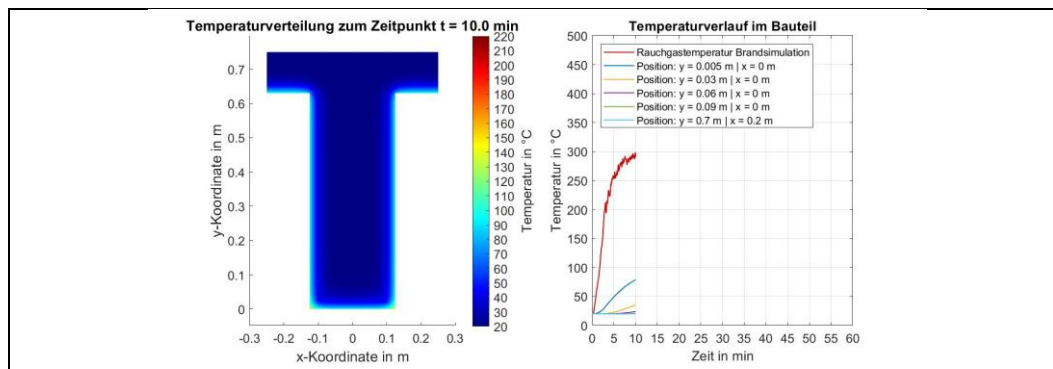 Temperaturverteilung zum Zeitpunkt t = 10.0 min
220
210
200
190
180
170
160
150
140
130
120
110
100
90
80
70
60
50
40
30
20
Temperatur in °C
0.7
0.6
0.5
0.4
0.3
0.2
0.1
0
y-Koordinate in m
-0.3 -0.2 -0.1 0 0.1 0.2 0.3
x-Koordinate in m
Temperaturverlauf im Bauteil
500
450
400
350
300
250
200
150
100
50
0
Temperatur in °C
Rauchgastemperatur Brandsimulation
Position: y = 0.005 m | x = 0 m
Position: y = 0.03 m | x = 0 m
Position: y = 0.06 m | x = 0 m
Position: y = 0.09 m | x = 0 m
Position: y = 0.7 m | x = 0.2 m
0 5 10 15 20 25 30 35 40 45 50 55 60
Zeit in min